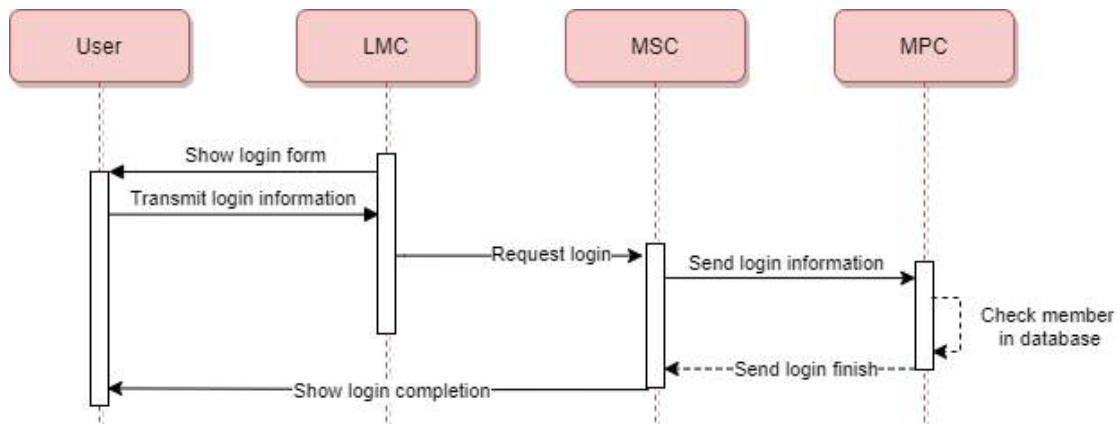 User
LMC
MSC
MPC
Show login form
Transmit login information
Request login
Send login information
Check member
in database
Send login finish
Show login completion